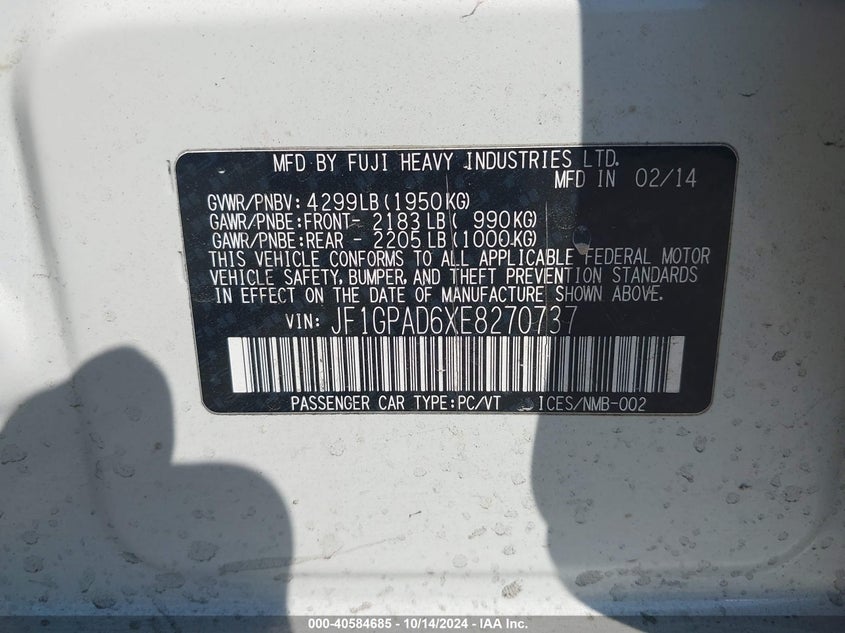 MFD BY FUJI HEAVY INDUSTRIES LTD.
MFD IN 02/14
GVWR/PNBV: 4299LB (1950KG)
GAWR/PNBE:FRONT- 2183 LB ( 990KG)
GAWR/PNBE:REAR - 2205 LB (1000KG)
THIS VEHICLE CONFORMS TO ALL APPLICABLE FEDERAL MOTOR
VEHICLE SAFETY, BUMPER, AND THEFT PREVENTION STANDARDS
IN EFFECT ON THE DATE OF MANUFACTURE SHOWN ABOVE.
VIN: JF1GPAD6XE8270737
PASSENGER CAR TYPE:PC/VT ICES/NMB-002
000-40584685 - 10/14/2024 - IAAI Inc.